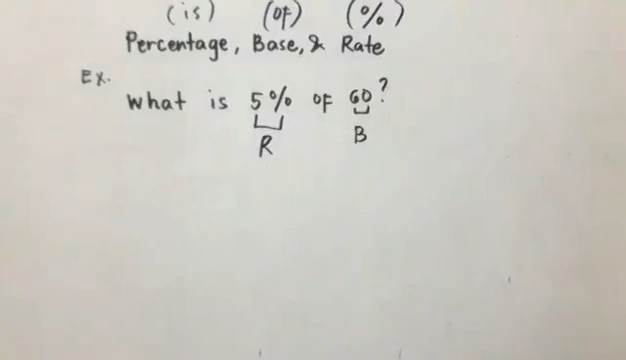 (is) (of) (%)
Percentage, Base, & Rate
Ex.
What is 5% of 60?
R B